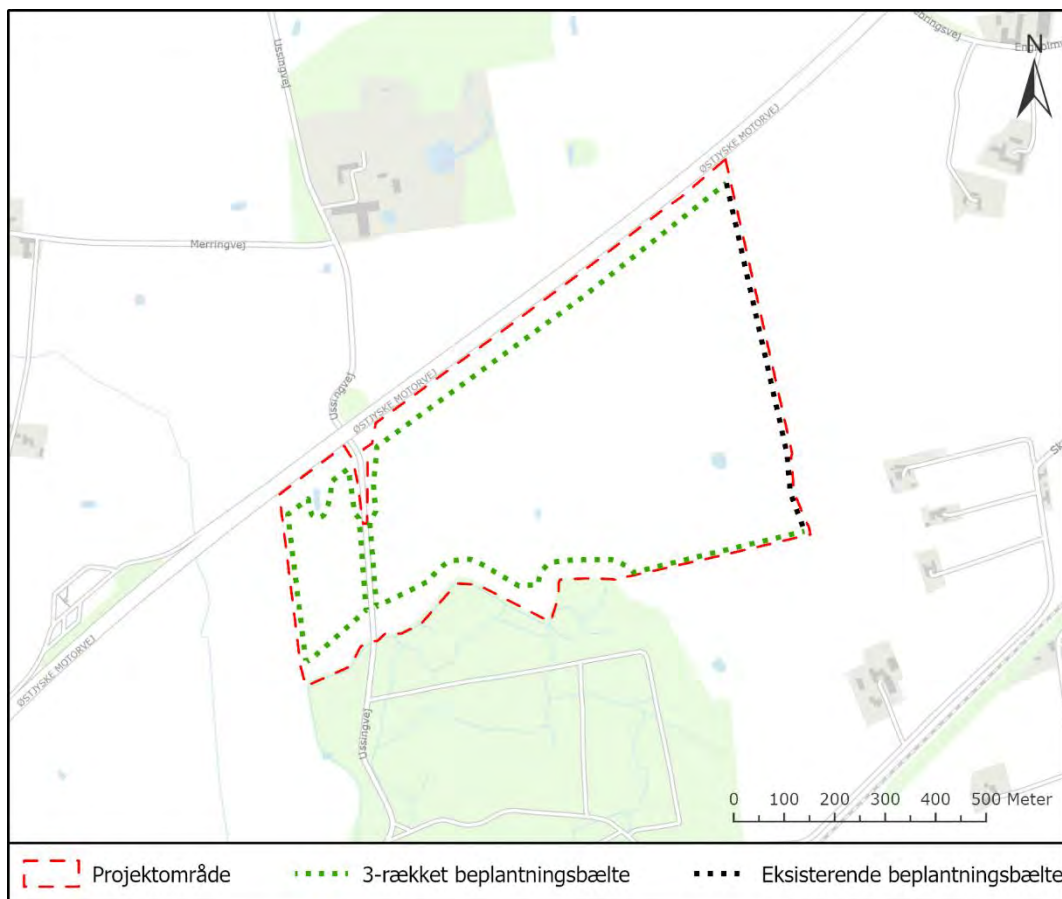 Ussingvej
Engholm
N
ØSTJYSKE MOTORVEJ
Merringvej
Ussingvej
ØSTJYSKE MOTORVEJ
ØSTJYSKE MOTORVEJ
Ussingvej
0 100 200 300 400 500 Meter
Projektområde
3-rækket beplantningsbælte
Eksisterende beplantningsbælte